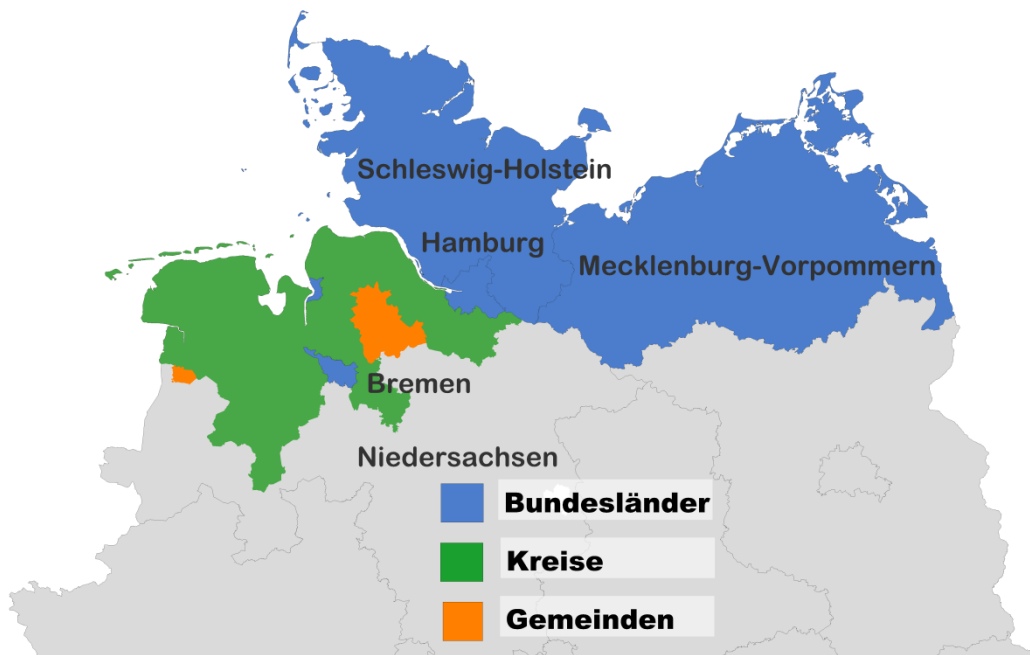 Schleswig-Holstein
Hamburg
Mecklenburg-Vorpommern
Bremen
Niedersachsen
Bundesländer
Kreise
Gemeinden